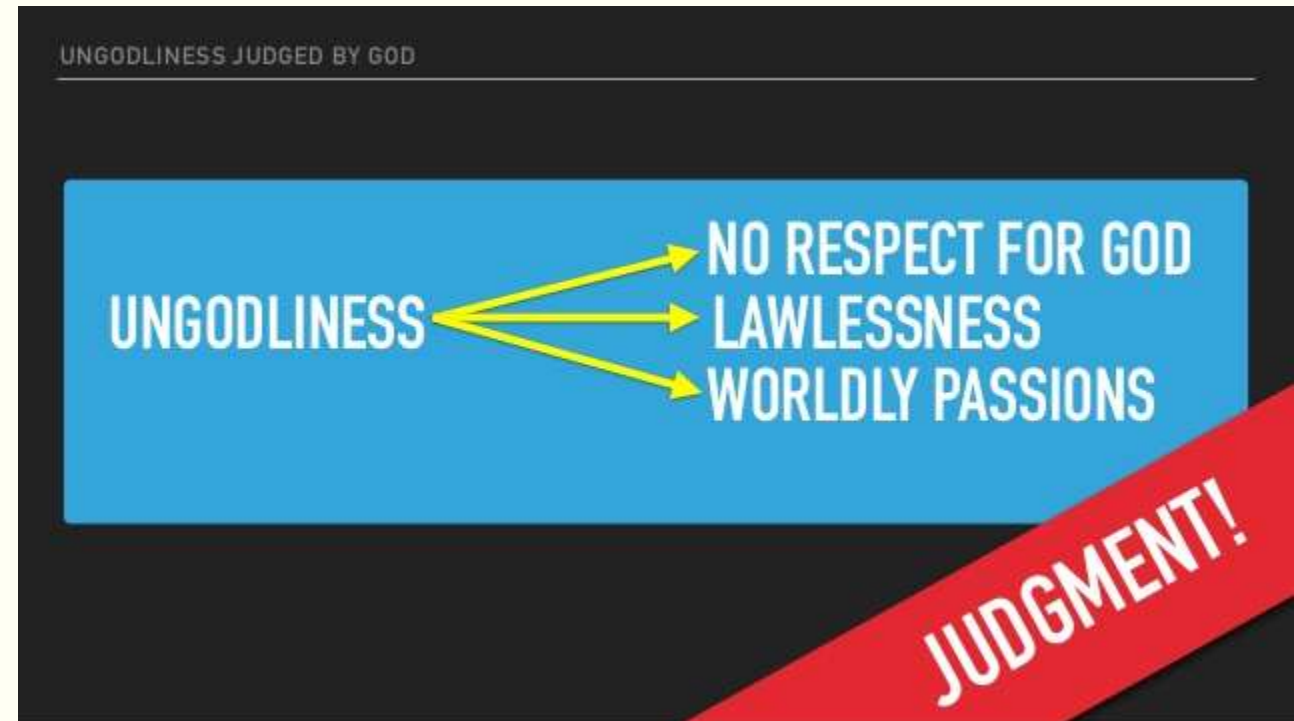 UNGODLINESS JUDGED BY GOD
NO RESPECT FOR GOD
UNGODLINESS LAWLESSNESS
WORLDLY PASSIONS
JUDGMENT!